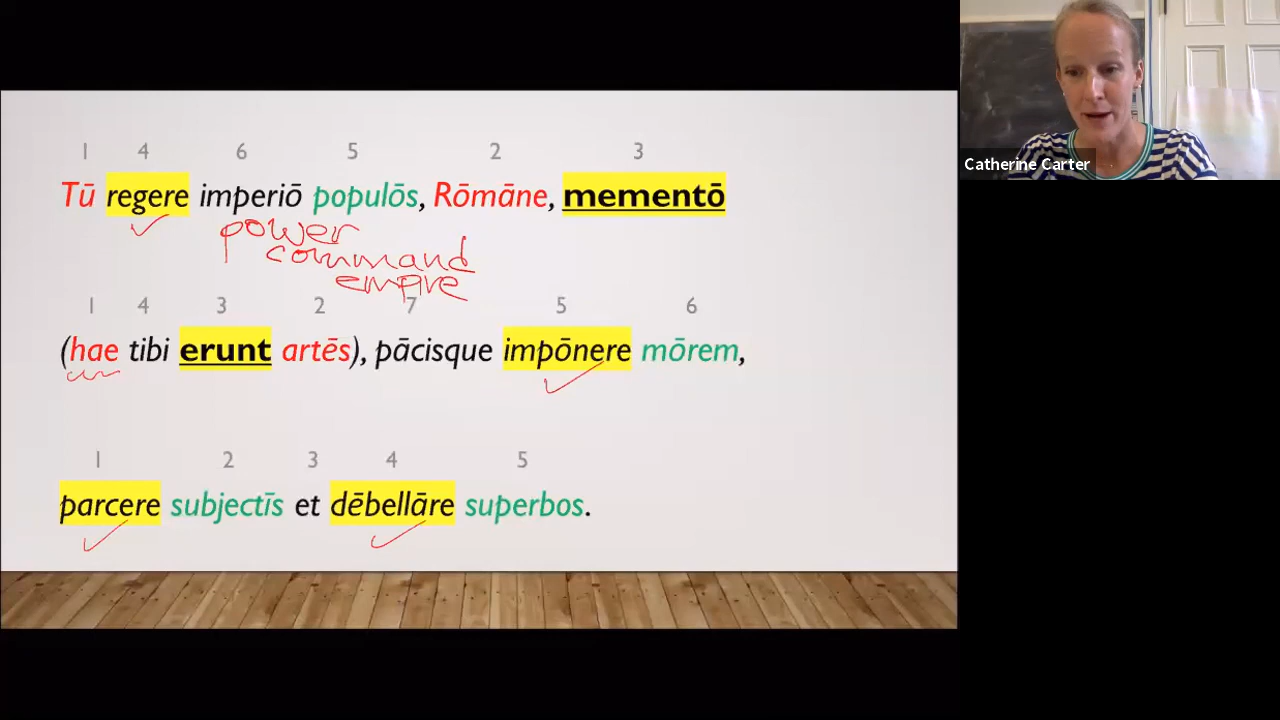 1 4 6 5 2 3
Tū regere imperiō populōs, Rōmāne, mementō
power
command
empire
1 4 3 2 7 5 6
(hae tibi erunt artēs), pācisque impōnere mōrem,
1 2 3 4 5
parcere subjectīs et dēbellāre superbos.
Catherine Carter